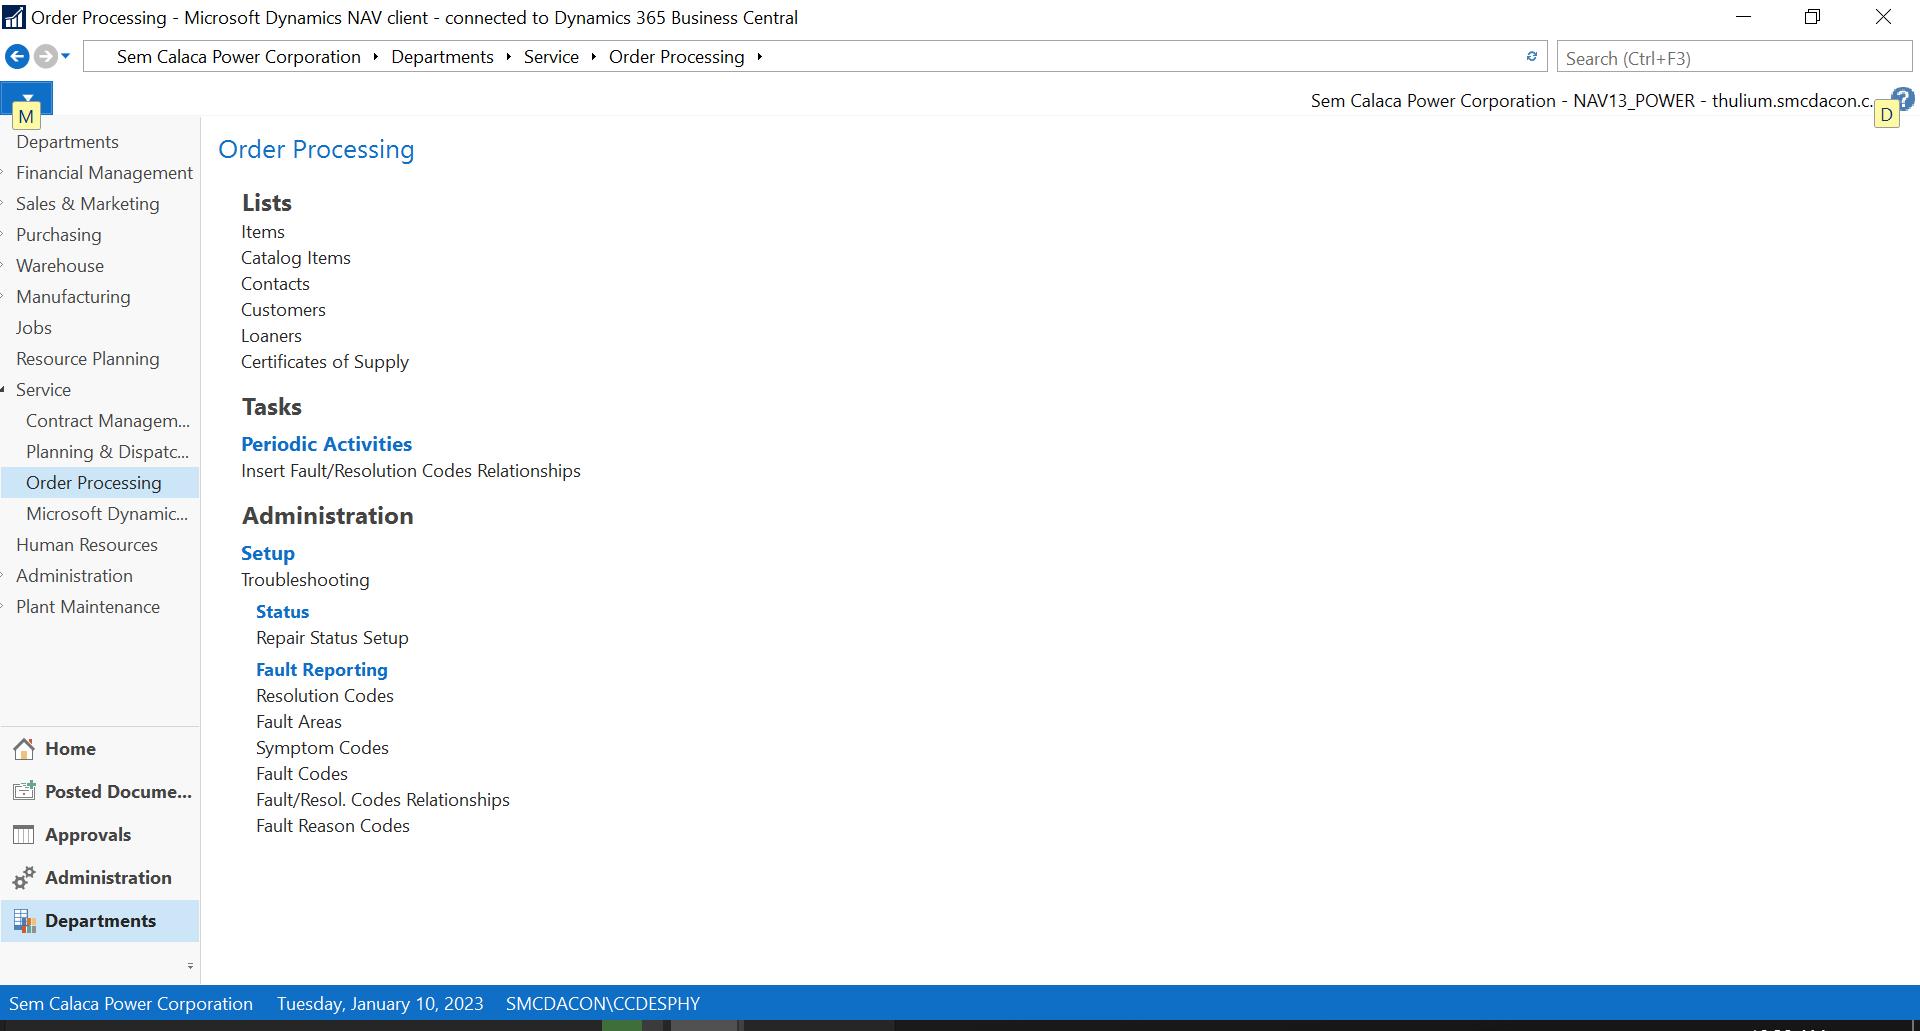 Order Processing - Microsoft Dynamics NAV client - connected to Dynamics 365 Business Central
Sem Calaca Power Corporation Departments Service Order Processing
Search (Ctrl+F3)
M
Sem Calaca Power Corporation - NAV13_POWER - thulium.smcdacon.c...
?
D
Departments
Financial Management
Sales & Marketing
Purchasing
Warehouse
Manufacturing
Jobs
Resource Planning
Service
Contract Managem...
Planning & Dispatc...
Order Processing
Microsoft Dynamic...
Human Resources
Administration
Plant Maintenance
Home
Posted Docume...
Approvals
Administration
Departments
Order Processing
Lists
Items
Catalog Items
Contacts
Customers
Loaners
Certificates of Supply
Tasks
Periodic Activities
Insert Fault/Resolution Codes Relationships
Administration
Setup
Troubleshooting
Status
Repair Status Setup
Fault Reporting
Resolution Codes
Fault Areas
Symptom Codes
Fault Codes
Fault/Resol. Codes Relationships
Fault Reason Codes
Sem Calaca Power Corporation Tuesday, January 10, 2023 SMCDACON\CCDESPHY